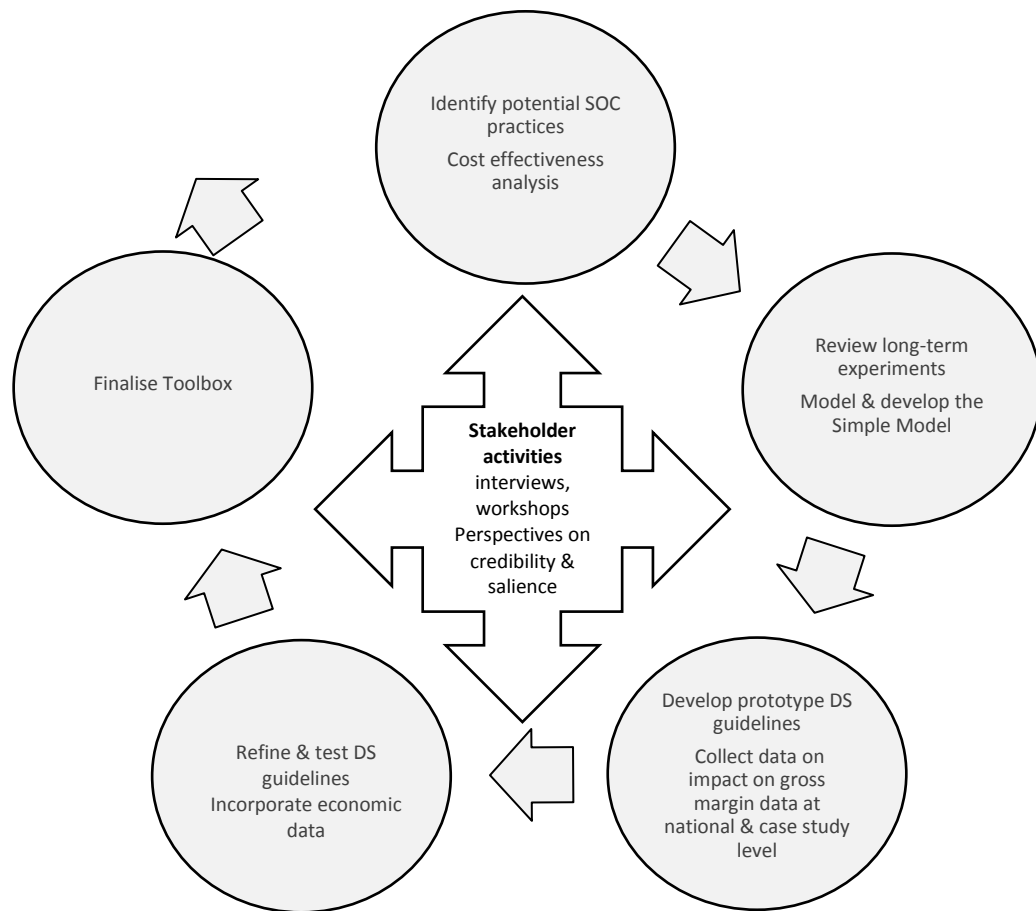 Identify potential SOC
practices
Cost effectiveness
analysis
Review long-term
experiments
Model & develop the
Simple Model
Develop prototype DS
guidelines
Collect data on
impact on gross
margin data at
national & case study
level
Refine & test DS
guidelines
Incorporate economic
data
Finalise Toolbox
Stakeholder
activities
interviews,
workshops
Perspectives on
credibility &
salience